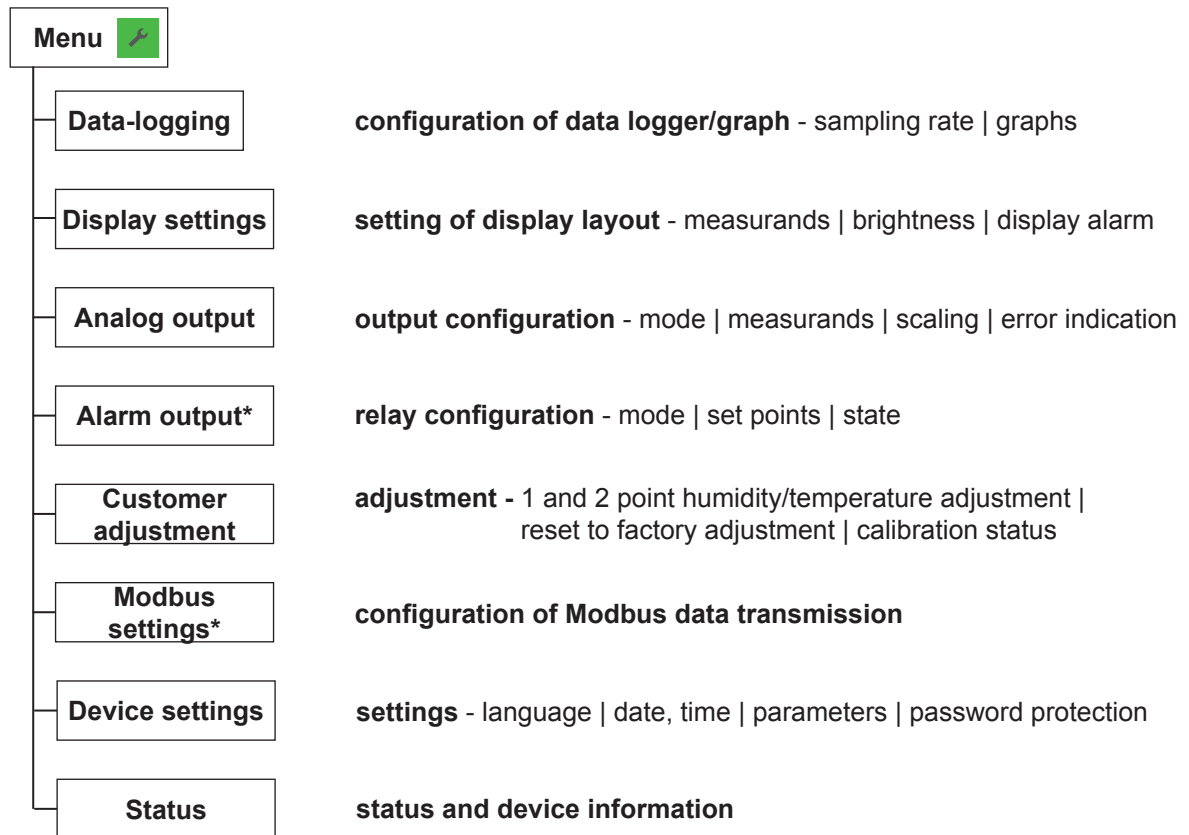 Menu
Data-logging
configuration of data logger/graph - sampling rate | graphs
Display settings
setting of display layout - measurands | brightness | display alarm
Analog output
output configuration - mode | measurands | scaling | error indication
Alarm output*
relay configuration - mode | set points | state
Customer
adjustment
adjustment - 1 and 2 point humidity/temperature adjustment |
reset to factory adjustment | calibration status
Modbus
settings*
configuration of Modbus data transmission
Device settings
settings - language | date, time | parameters | password protection
Status
status and device information